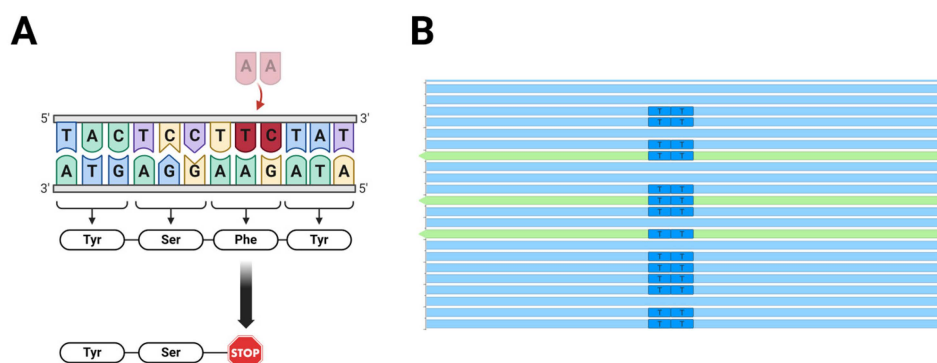 A
B
A A
5' 3'
T A C T C C T T C T A T
A T G A G G A A G A T A
3' 5'
Tyr Ser Phe Tyr
Tyr Ser STOP
T T
T T
T T
T T
T T
T T
T T
T T
T T
T T
T T
T T
T T
T T